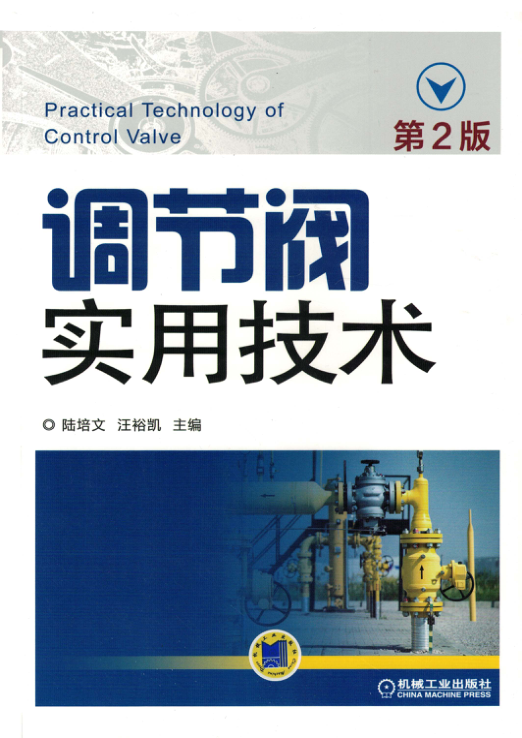 Practical Technology of
Control Valve
第2版
调节阀
实用技术
◎ 陆培文 汪裕凯 主编
机械工业出版社
CHINA MACHINE PRESS